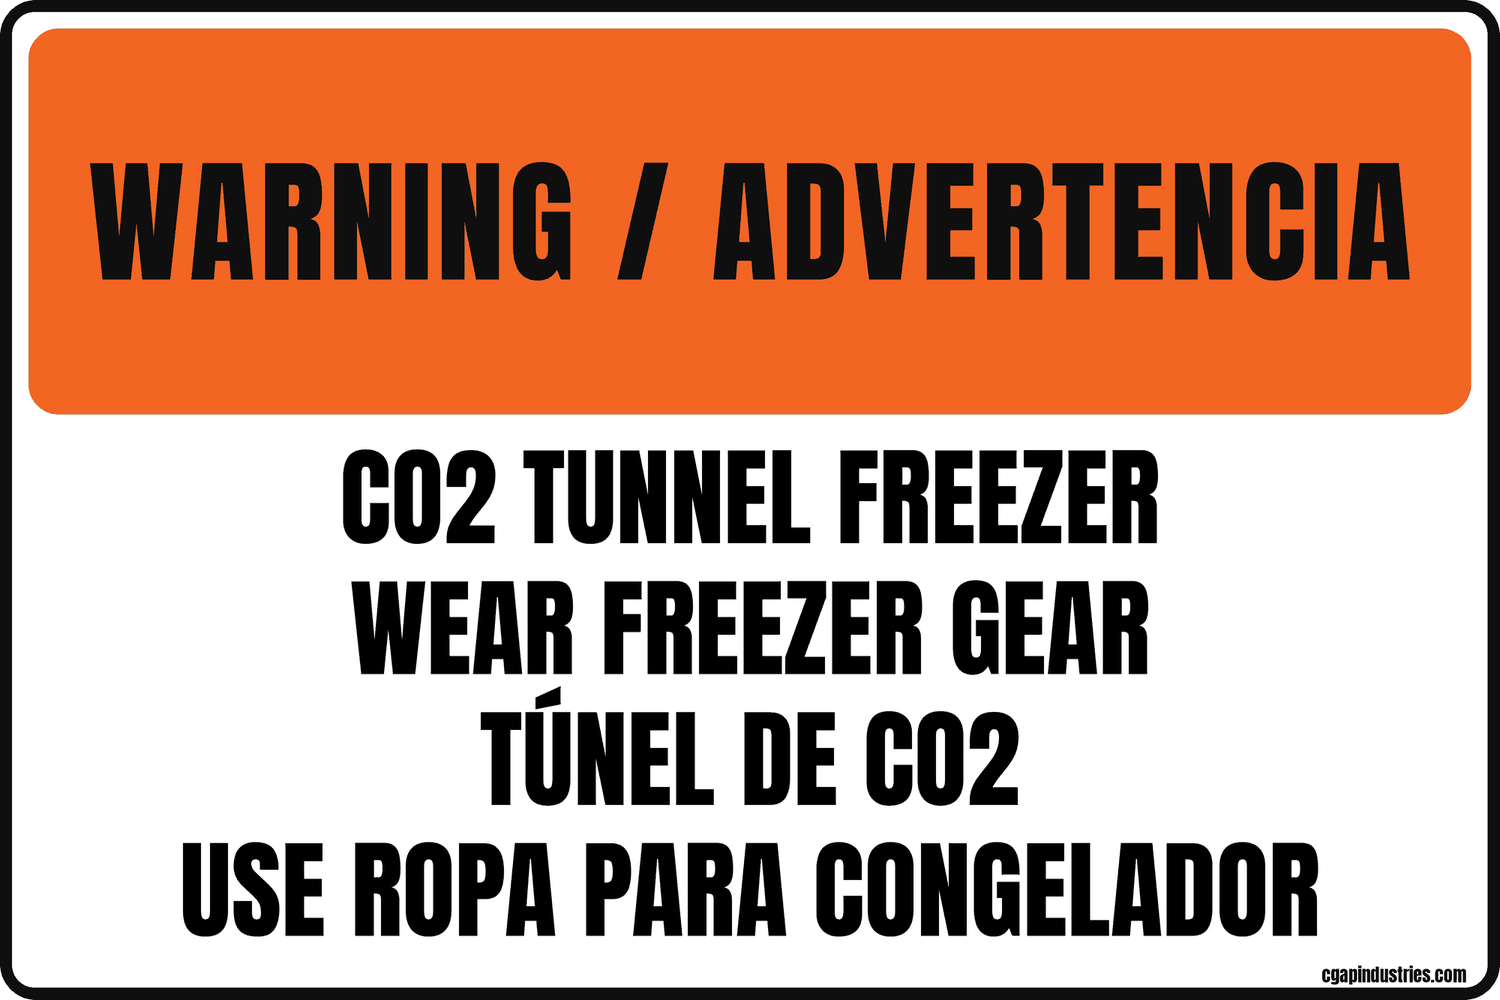 WARNING / ADVERTENCIA
CO2 TUNNEL FREEZER
WEAR FREEZER GEAR
TÚNEL DE CO2
USE ROPA PARA CONGELADOR
cgapindustries.com